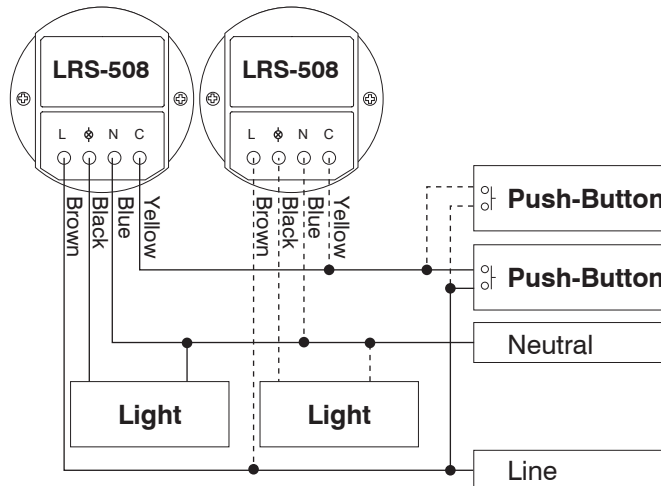 LRS-508
LRS-508
L N C
L N C
Brown
Black
Blue
Yellow
Brown
Black
Blue
Yellow
Push-Button
Push-Button
Neutral
Light
Light
Line